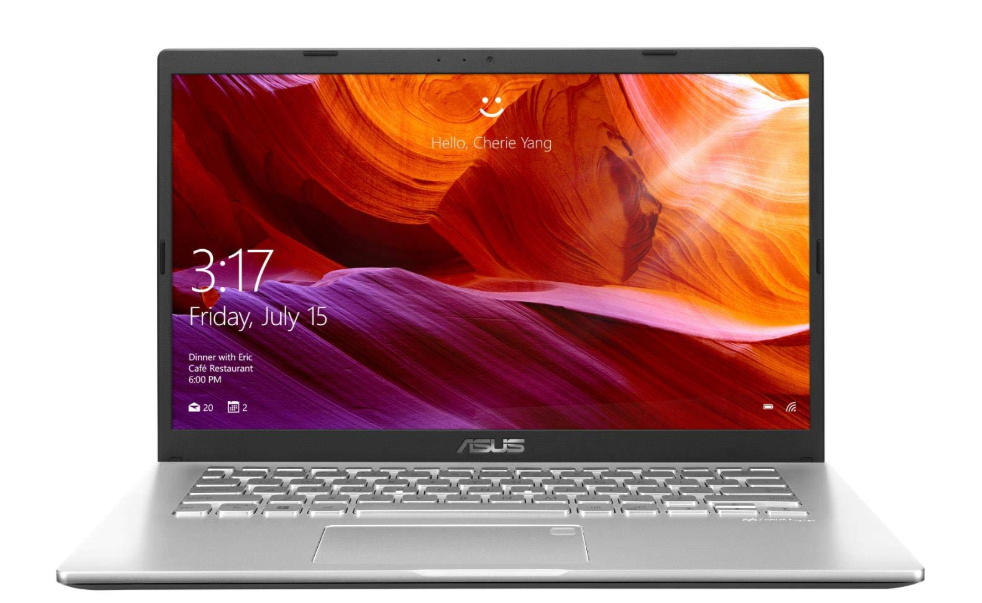 Hello, Cherie Yang
3:17
Friday, July 15
Dinner with Eric
Café Restaurant
6:00 PM
20
2
ASUS